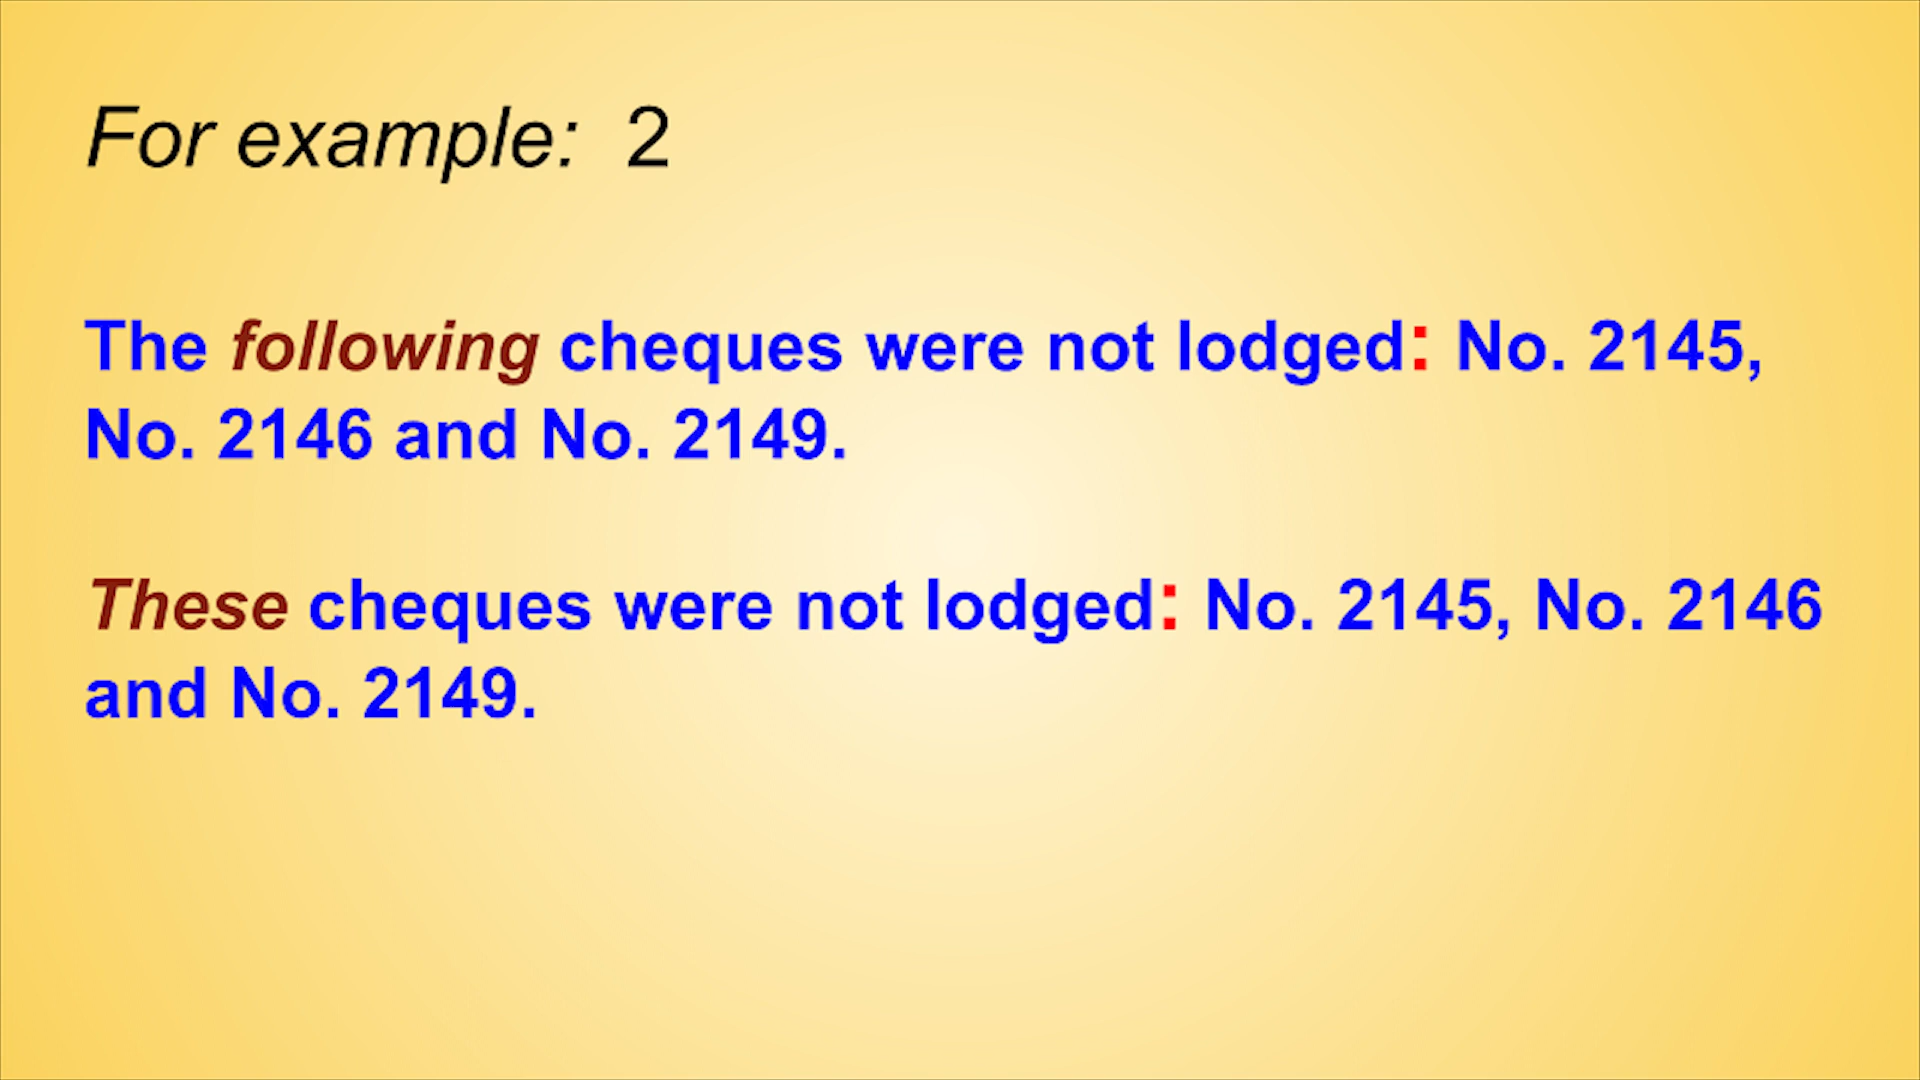 For example: 2
The following cheques were not lodged: No. 2145,
No. 2146 and No. 2149.
These cheques were not lodged: No. 2145, No. 2146
and No. 2149.